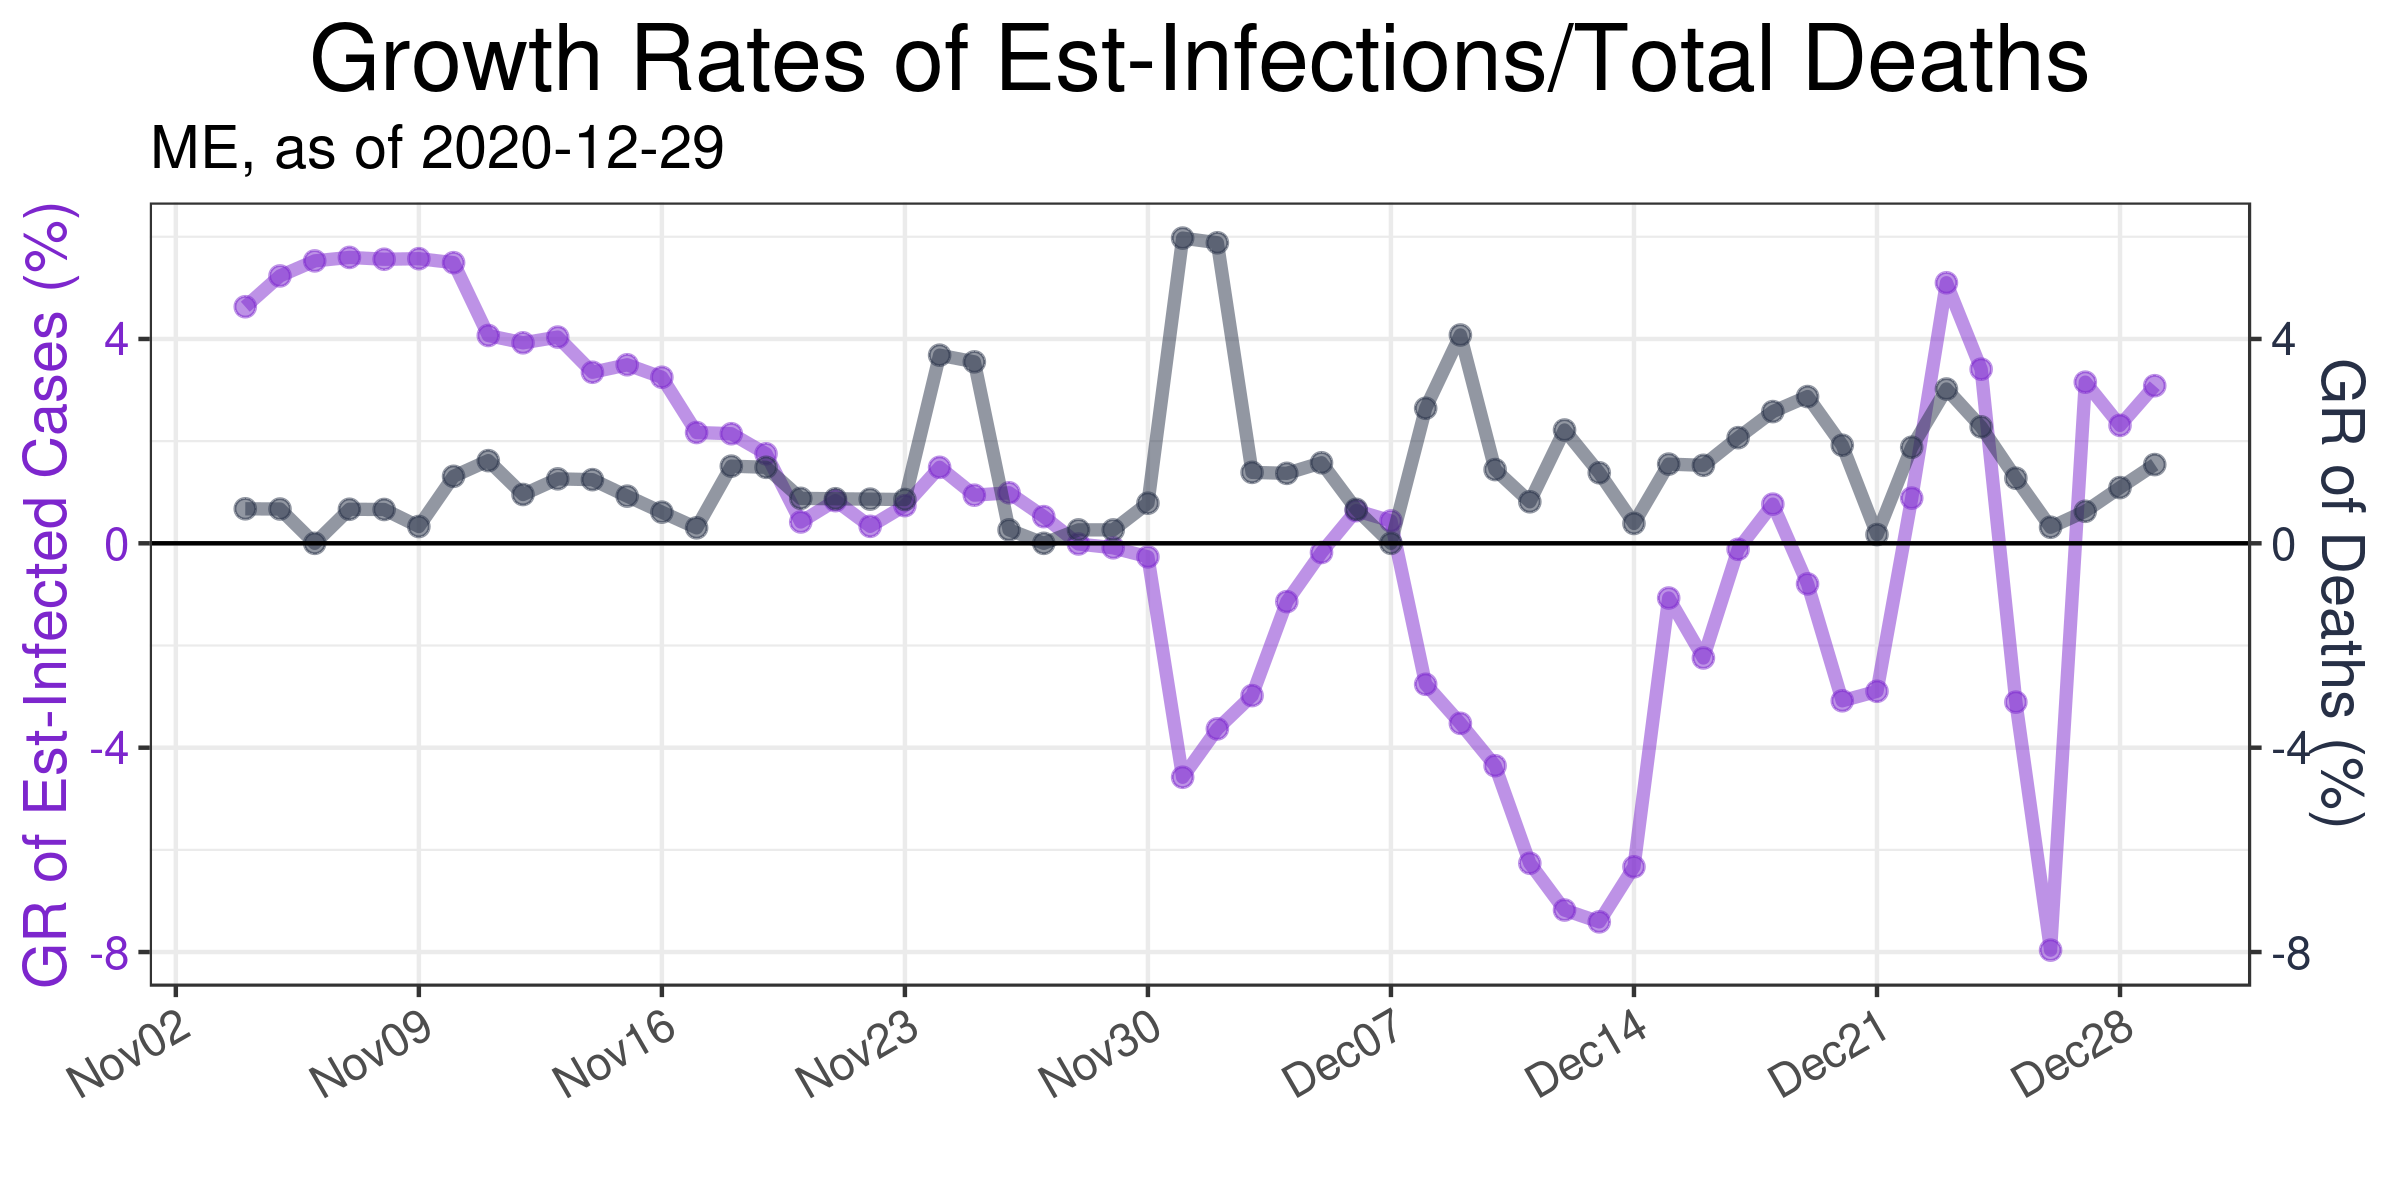 Growth Rates of Est-Infections/Total Deaths
ME, as of 2020-12-29
GR of Est-Infected Cases (%)
4
0
-4
-8
4
0
-4
-8
GR of Deaths (%)
Nov02
Nov09
Nov16
Nov23
Nov30
Dec07
Dec14
Dec21
Dec28